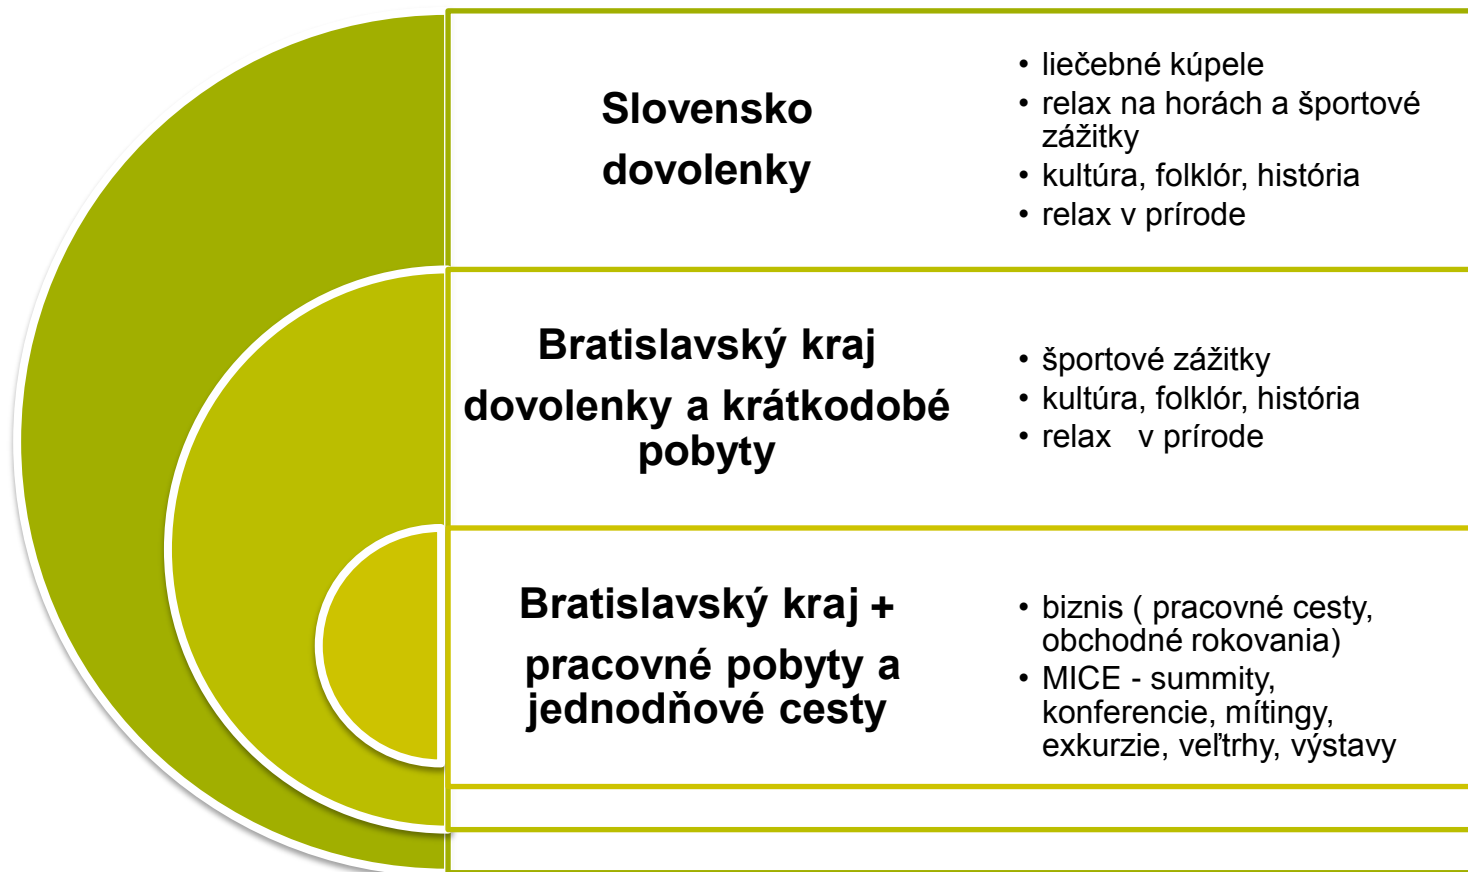 Slovensko
dovolenky
• liečebné kúpele
• relax na horách a športové
zážitky
• kultúra, folklór, história
• relax v prírode
Bratislavský kraj
dovolenky a krátkodobé
pobyty
• športové zážitky
• kultúra, folklór, história
• relax v prírode
Bratislavský kraj +
pracovné pobyty a
jednodňové cesty
• biznis ( pracovné cesty,
obchodné rokovania)
• MICE - summity,
konferencie, mítingy,
exkurzie, veľtrhy, výstavy